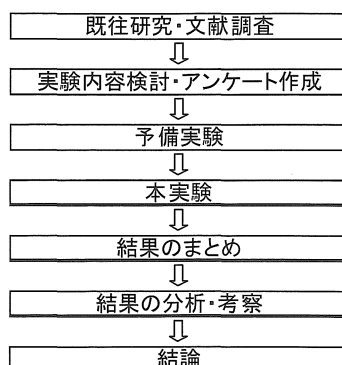 既往研究・文献調査
実験内容検討・アンケート作成
予備実験
本実験
結果のまとめ
結果の分析・考察
結論